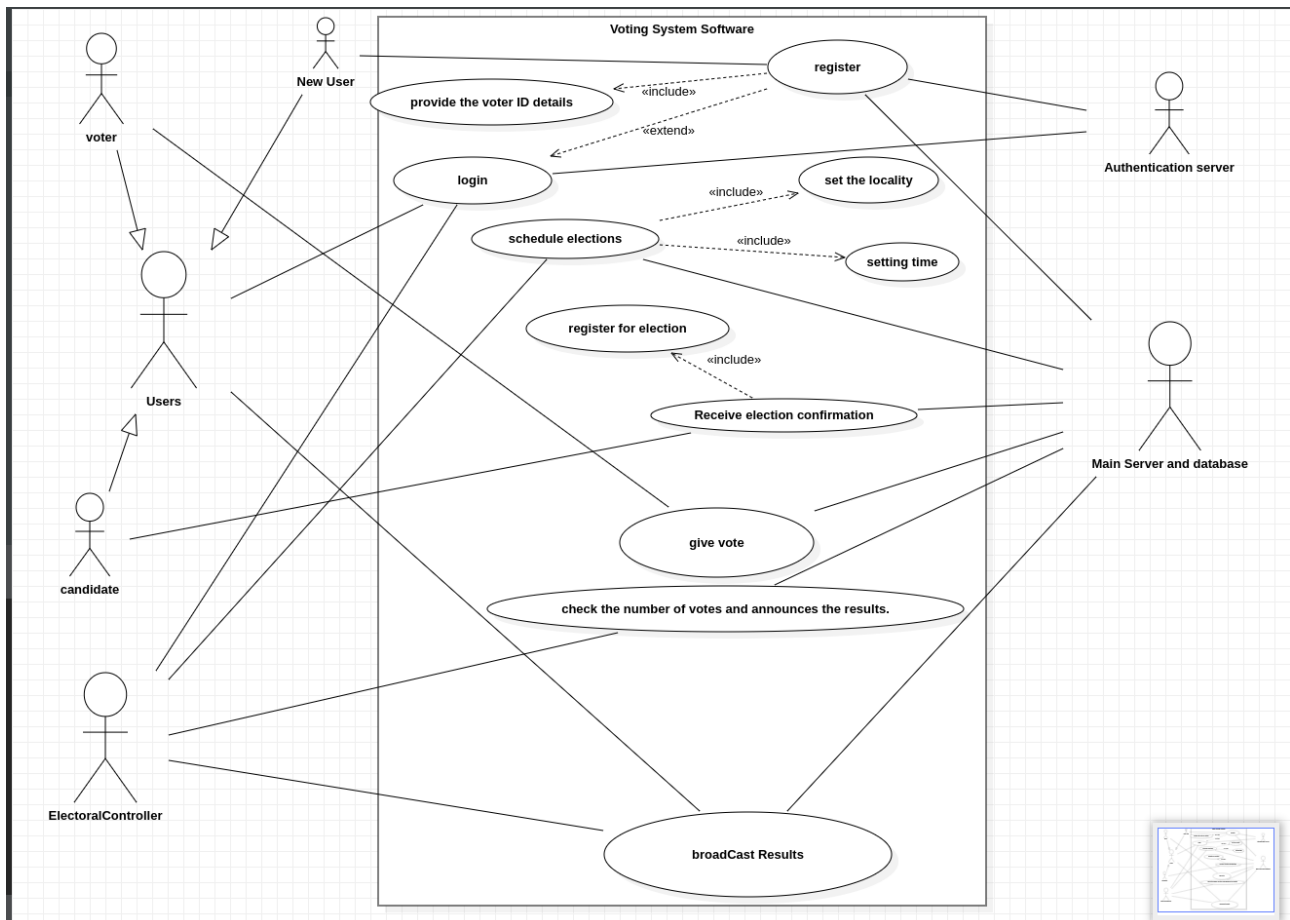 Voting System Software
voter
New User
register
provide the voter ID details
«include»
«extend»
Authentication server
login
set the locality
«include»
schedule elections
«include»
setting time
register for election
«include»
Users
Receive election confirmation
Main Server and database
give vote
candidate
check the number of votes and announces the results.
ElectoralController
broadCast Results